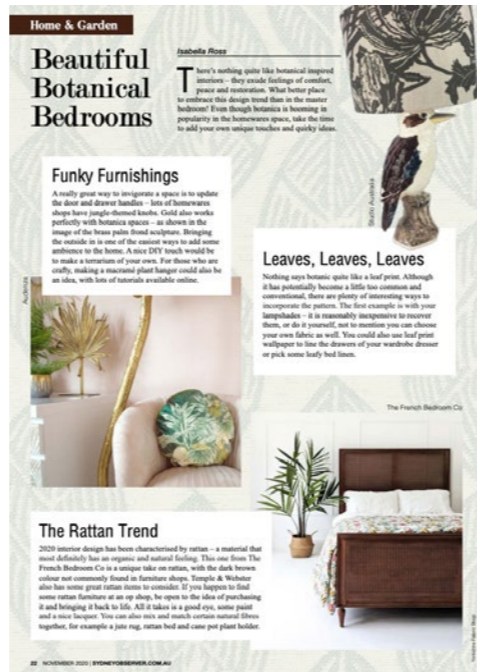 Home & Garden
Beautiful
Botanical
Bedrooms
Isabella Ross
There's nothing quite like botanical inspired
interiors – they exude feelings of comfort,
peace and restoration. What better place
to embrace this design trend than in the master
bedroom! Even though botanica is booming in
popularity in the homewares space, take the time
to add your own unique touches and quirky ideas.
Studio Australia
Funky Furnishings
A really great way to invigorate a space is to update
the door and drawer handles – lots of homewares
shops have jungle-themed knobs. Gold also works
perfectly with botanica spaces – as shown in the
image of the brass palm frond sculpture. Bringing
the outside in is one of the easiest ways to add some
ambience to the home. A nice DIY touch would be
to make a terrarium of your own. For those who are
crafty, making a macramé plant hanger could also be
an idea, with lots of tutorials available online.
Audenza
Leaves, Leaves, Leaves
Nothing says botanic quite like a leaf print. Although
it has potentially become a little too common and
conventional, there are plenty of interesting ways to
incorporate the pattern. The first example is with your
lampshades – it is reasonably inexpensive to recover
them, or do it yourself, not to mention you can choose
your own fabric as well. You could also use leaf print
wallpaper to line the drawers of your wardrobe dresser
or pick some leafy bed linen.
The French Bedroom Co
The Rattan Trend
2020 interior design has been characterised by rattan – a material that
most definitely has an organic and natural feeling. This one from The
French Bedroom Co is a unique take on rattan, with the dark brown
colour not commonly found in furniture shops. Temple & Webster
also has some great rattan items to consider. If you happen to find
some rattan furniture at an op shop, be open to the idea of purchasing
it and bringing it back to life. All it takes is a good eye, some paint
and a nice lacquer. You can also mix and match certain natural fibres
together, for example a jute rug, rattan bed and cane pot plant holder.
22 NOVEMBER 2020 | SYDNEYOBSERVER.COM.AU